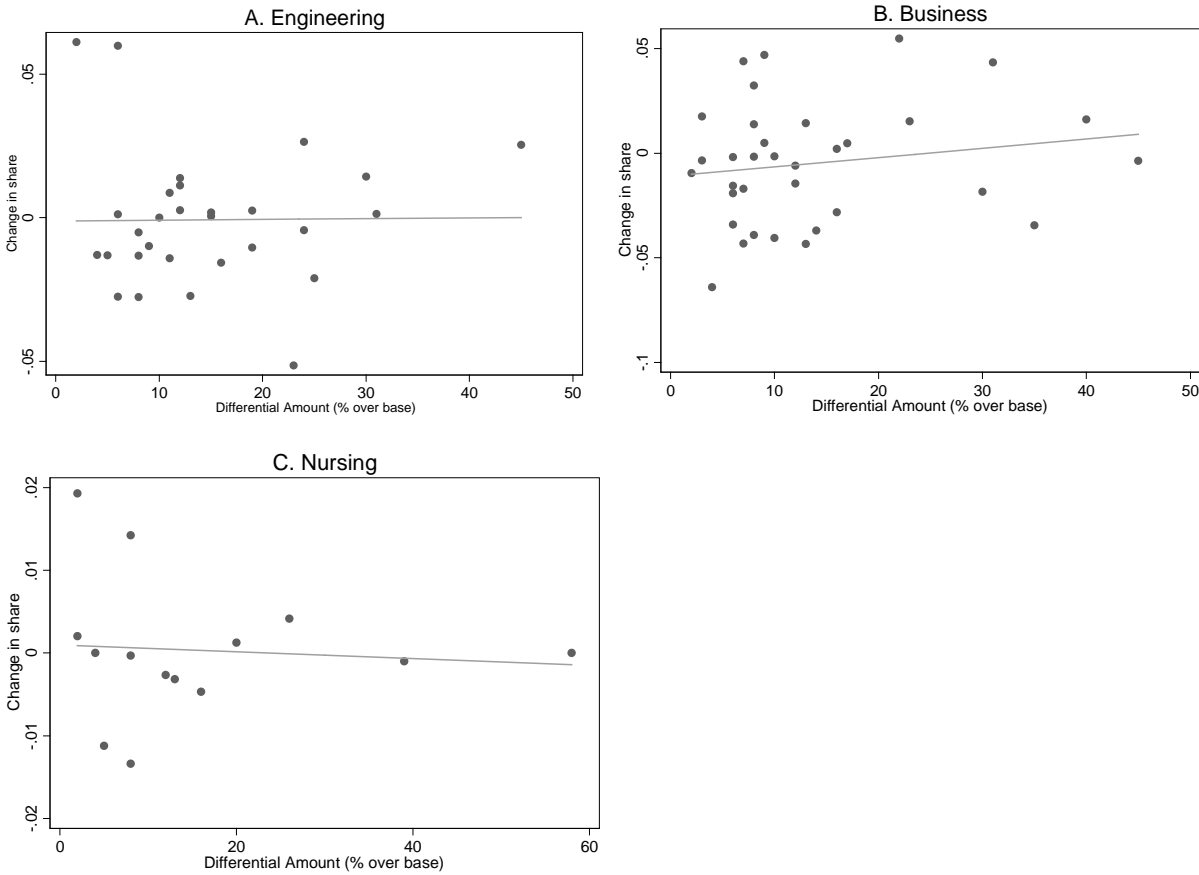 A. Engineering
.05
0
-.05
Change in share
0 10 20 30 40 50
Differential Amount (% over base)
B. Business
.05
0
-.05
-.1
Change in share
0 10 20 30 40 50
Differential Amount (% over base)
C. Nursing
.02
.01
0
-.01
-.02
Change in share
0 20 40 60
Differential Amount (% over base)